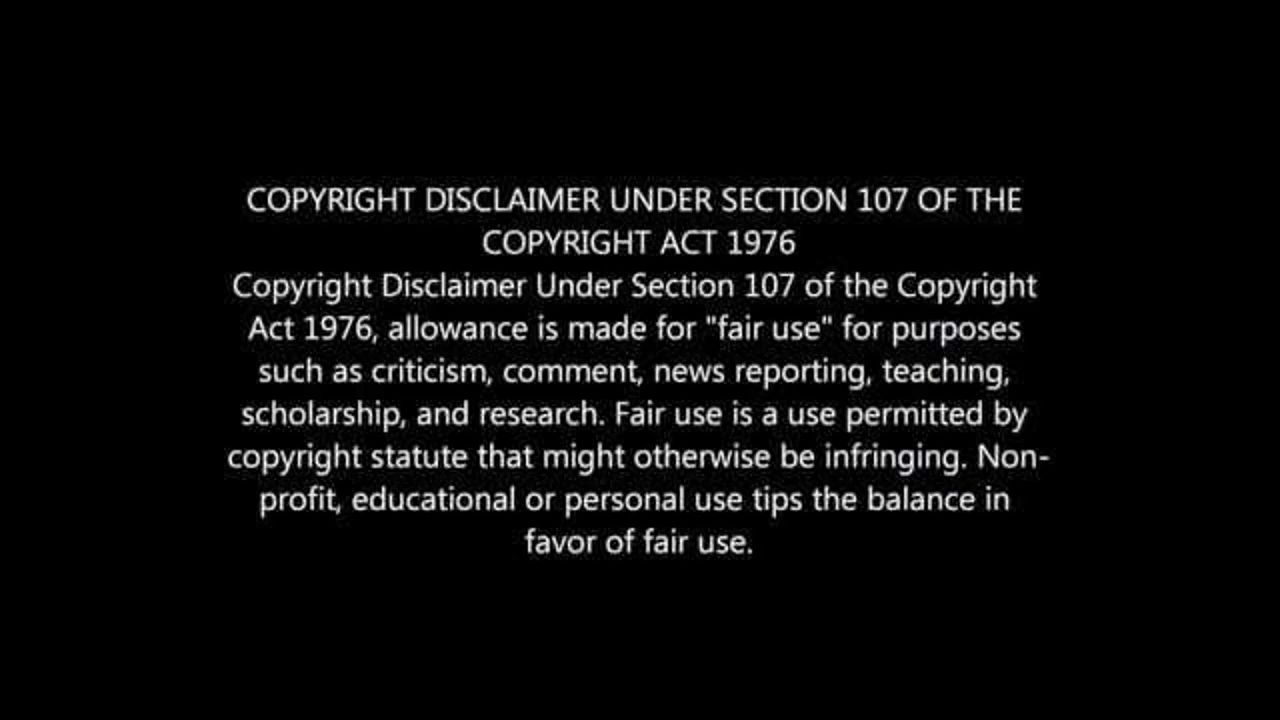 COPYRIGHT DISCLAIMER UNDER SECTION 107 OF THE
COPYRIGHT ACT 1976
Copyright Disclaimer Under Section 107 of the Copyright
Act 1976, allowance is made for "fair use" for purposes
such as criticism, comment, news reporting, teaching,
scholarship, and research. Fair use is a use permitted by
copyright statute that might otherwise be infringing. Non-
profit, educational or personal use tips the balance in
favor of fair use.